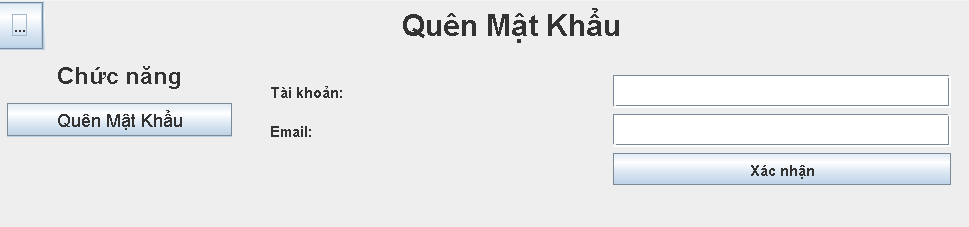 ...
Quên Mật Khẩu
Chức năng
Quên Mật Khẩu
Tài khoản:
Email:
Xác nhận